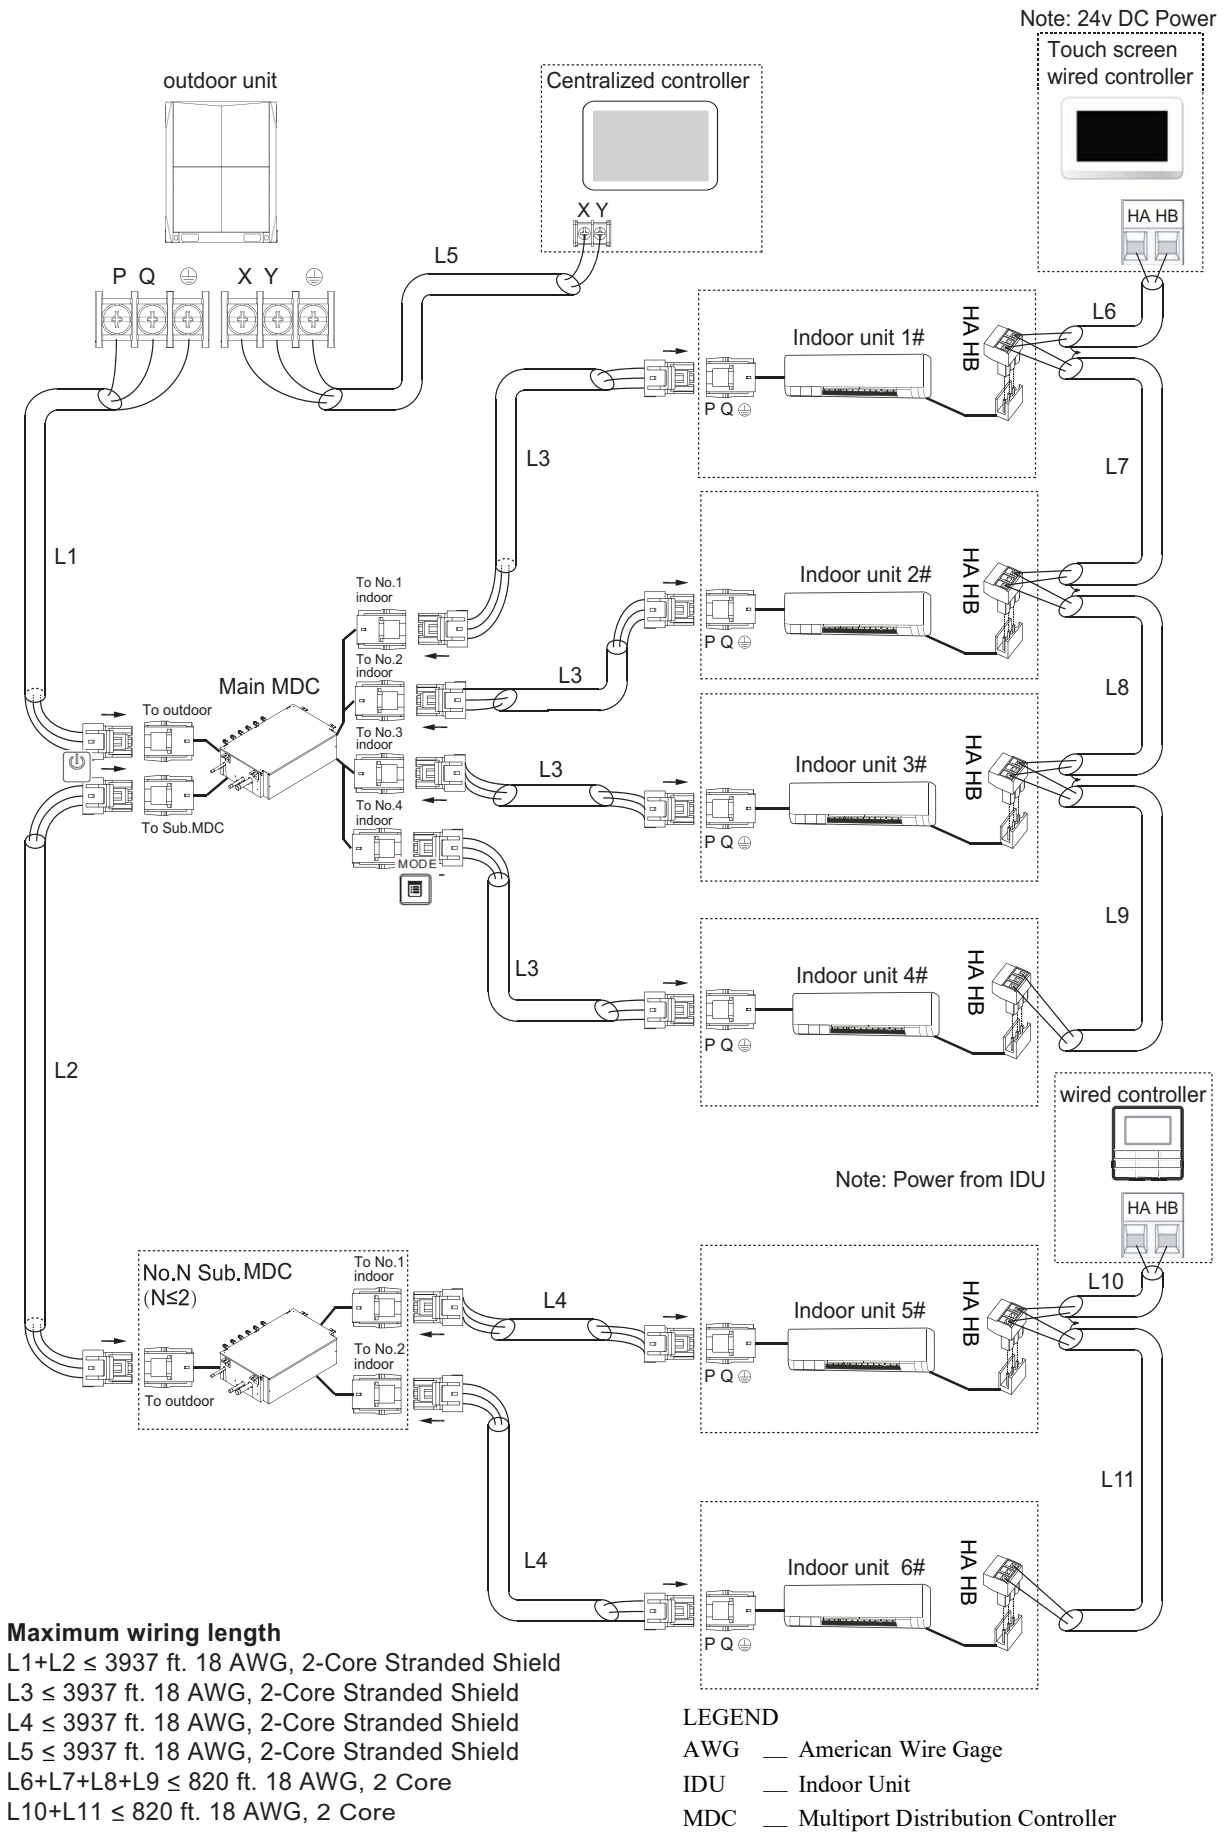 Note: 24v DC Power
Touch screen
wired controller
outdoor unit
Centralized controller
X Y
HA HB
L5
P Q
X Y
L6
HA HB
Indoor unit 1#
P Q
L3
L7
L1
To No.1
indoor
HA HB
Indoor unit 2#
P Q
To No.2
indoor
L3
Main MDC
L8
To outdoor
To No.3
indoor
HA HB
Indoor unit 3#
L3
To No.4
indoor
To Sub.MDC
P Q
MODE
L9
L3
HA HB
Indoor unit 4#
P Q
L2
wired controller
Note: Power from IDU
HA HB
No.N Sub.MDC
(N≤2)
To No.1
indoor
L10
L4
HA HB
Indoor unit 5#
To No.2
indoor
P Q
To outdoor
L11
L4
HA HB
Indoor unit 6#
P Q
Maximum wiring length
L1+L2 ≤ 3937 ft. 18 AWG, 2-Core Stranded Shield
L3 ≤ 3937 ft. 18 AWG, 2-Core Stranded Shield
L4 ≤ 3937 ft. 18 AWG, 2-Core Stranded Shield
L5 ≤ 3937 ft. 18 AWG, 2-Core Stranded Shield
L6+L7+L8+L9 ≤ 820 ft. 18 AWG, 2 Core
L10+L11 ≤ 820 ft. 18 AWG, 2 Core
LEGEND
AWG __ American Wire Gage
IDU __ Indoor Unit
MDC __ Multiport Distribution Controller